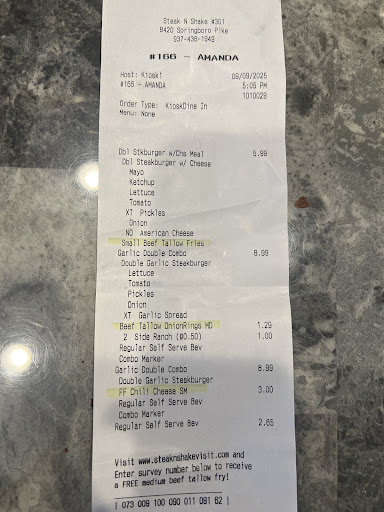 Steak N Shake #301
8420 Springboro Pike
937-436-1949
#166 - AMANDA
Host: Kiosk1 09/09/2025
#166 - AMANDA 5:05 PM
1010029
Order Type: KioskDine In
Menu: None
Dbl Stkburger w/Chs Meal 5.99
Dbl Steakburger w/ Cheese
Mayo
Ketchup
Lettuce
Tomato
XT Pickles
Onion
NO American Cheese
Small Beef Tallow Fries
Garlic Double Combo 8.99
Double Garlic Steakburger
Lettuce
Tomato
Pickles
Onion
XT Garlic Spread
Beef Tallow OnionRings MD 1.29
2 Side Ranch (@0.50) 1.00
Regular Self Serve Bev
Combo Marker
Garlic Double Combo 8.99
Double Garlic Steakburger
FF Chili Cheese SM 3.00
Regular Self Serve Bev
Combo Marker
Regular Self Serve Bev 2.65
Visit www.steaknshakevisit.com and
Enter survey number below to receive
a FREE medium beef tallow fry!
| 073 009 100 090 011 091 62 |